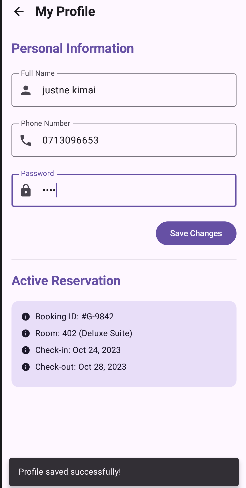 My Profile
Personal Information
Full Name
justne kimai
Phone Number
0713096653
Password
••••
Save Changes
Active Reservation
Booking ID: #G-9842
Room: 402 (Deluxe Suite)
Check-in: Oct 24, 2023
Check-out: Oct 28, 2023
Profile saved successfully!